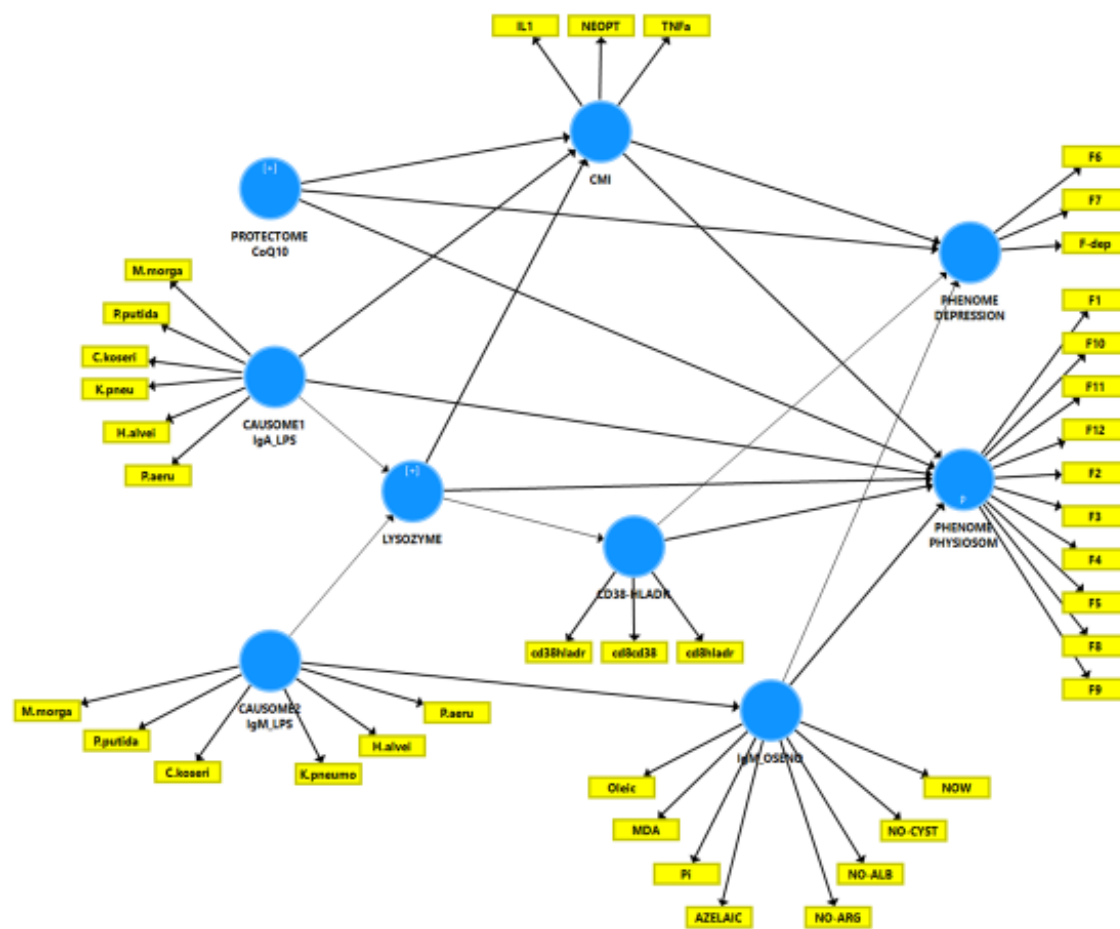 IL1
NEOPT
TNFa
CMI
[+]
PROTECTOME
CoQ10
F6
F7
F-dep
PHENOME
DEPRESSION
M.morga
P.putida
C.koseri
K.pneu
H.alvei
P.aeru
CAUSOME1
IgA_LPS
F1
F10
F11
F12
F2
F3
F4
F5
F8
F9
P
PHENOME
PHYSIOSOM
[+]
LYSOZYME
CD38-HLADR
cd38hladr
cd8cd38
cd8hladr
CAUSOME2
IgM_LPS
M.morga
P.putida
C.koseri
K.pneumo
H.alvei
P.aeru
IgM_OSENO
Oleic
MDA
Pi
AZELAIC
NO-ARG
NO-ALB
NO-CYST
NOW